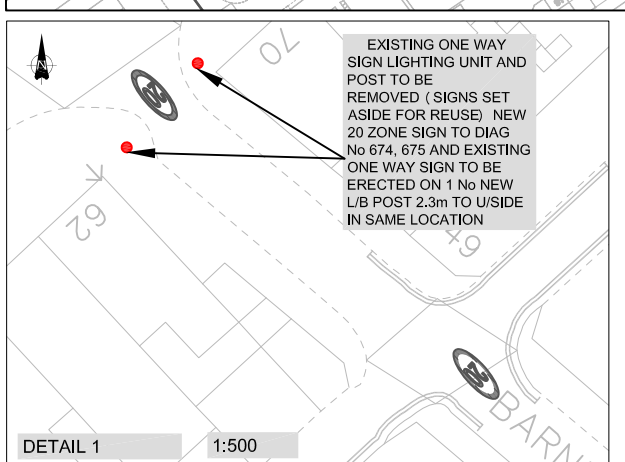 N
70
EXISTING ONE WAY
SIGN LIGHTING UNIT AND
POST TO BE
REMOVED ( SIGNS SET
ASIDE FOR REUSE) NEW
20 ZONE SIGN TO DIAG
No 674, 675 AND EXISTING
ONE WAY SIGN TO BE
ERECTED ON 1 No NEW
L/B POST 2.3m TO U/SIDE
IN SAME LOCATION
20
62
49
20
BARN
DETAIL 1
1:500